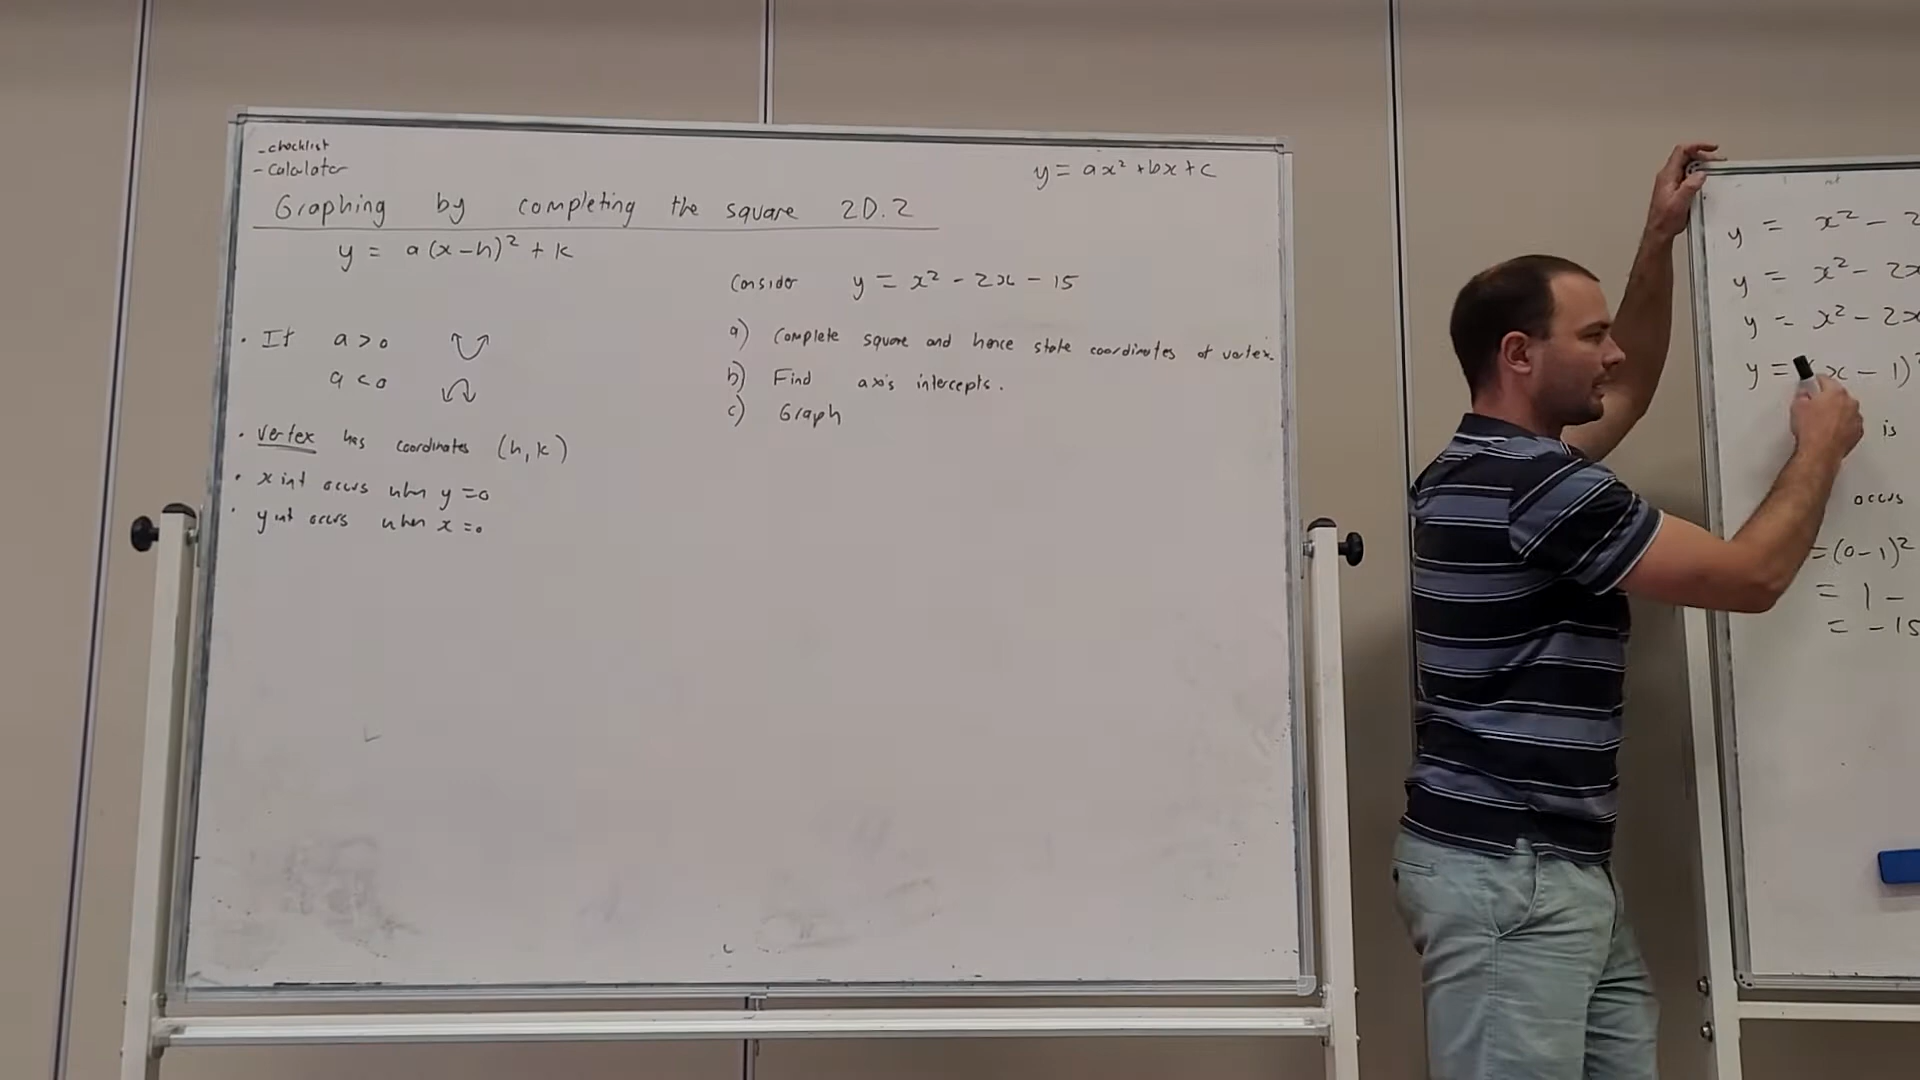 - checklist
- Calculator
y = ax² + bx + c
Graphing by completing the square 2D.2
y = a(x-h)² + k
Consider y = x² - 2x - 15
a) Complete square and hence state coordinates of vertex.
b) Find axis intercepts.
c) Graph
• If a > 0
a < 0
• Vertex has coordinates (h, k)
• x int occurs when y = 0
• y int occurs when x = 0
y = x² - 2
y = x² - 2x
y = x² - 2x
y = (x - 1)²
is
occurs
= (0 - 1)²
= 1 -
= -15